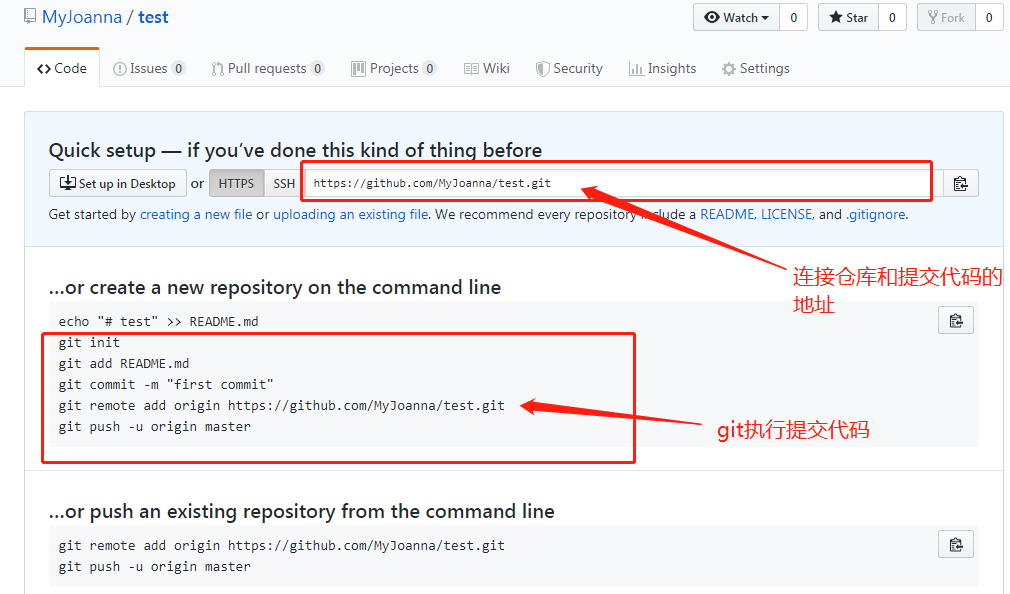 MyJoanna / test
Watch 0 Star 0 Fork 0
Code Issues 0 Pull requests 0 Projects 0 Wiki Security Insights Settings
Quick setup — if you’ve done this kind of thing before
Set up in Desktop or HTTPS SSH https://github.com/MyJoanna/test.git
Get started by creating a new file or uploading an existing file. We recommend every repository include a README, LICENSE, and .gitignore.
连接仓库和提交代码的
地址
…or create a new repository on the command line
echo "# test" >> README.md
git init
git add README.md
git commit -m "first commit"
git remote add origin https://github.com/MyJoanna/test.git
git push -u origin master
git执行提交代码
…or push an existing repository from the command line
git remote add origin https://github.com/MyJoanna/test.git
git push -u origin master